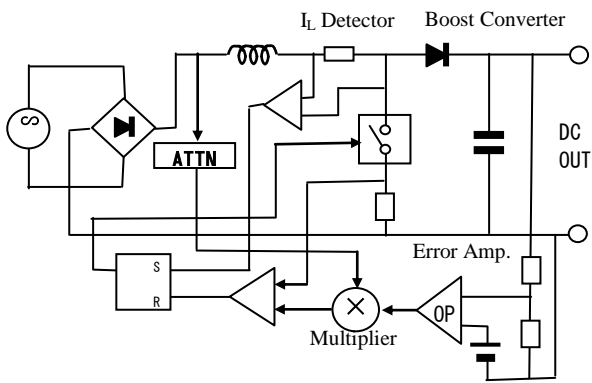 I_L Detector
Boost Converter
S
ATTN
DC
OUT
Error Amp.
S
R
OP
Multiplier